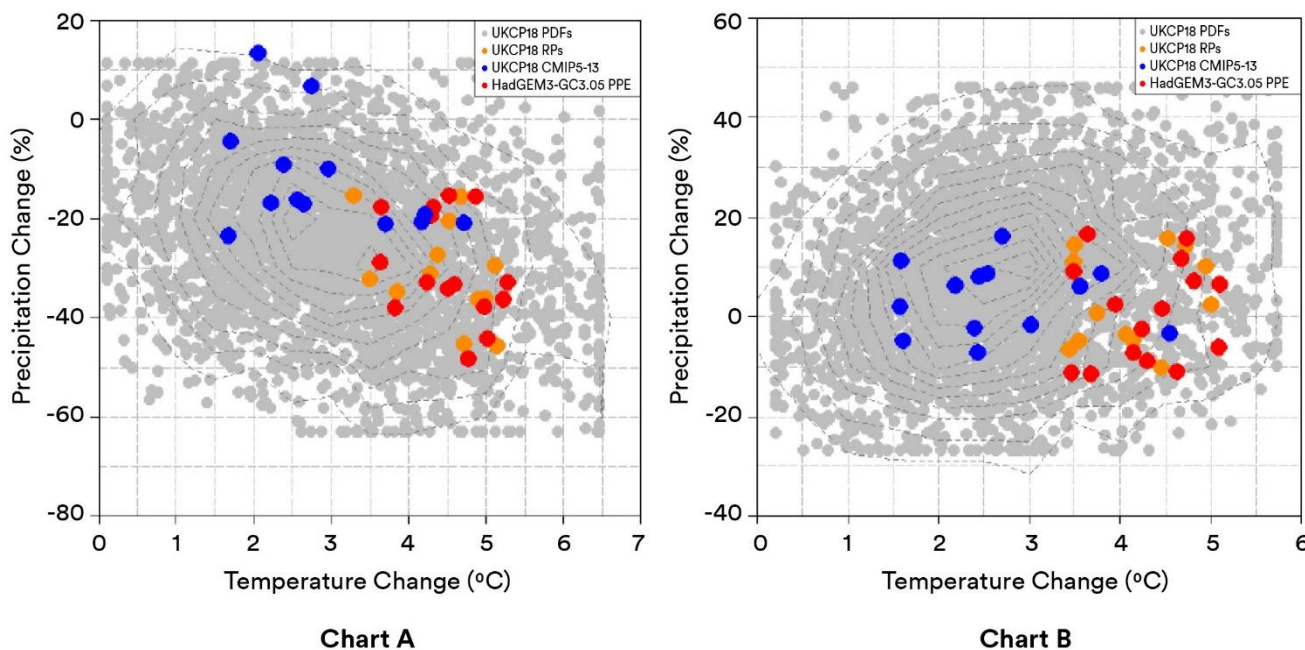 20
0
-20
-40
-60
-80
0 1 2 3 4 5 6 7
Precipitation Change (%)
Temperature Change (ºC)
UKCP18 PDFs
UKCP18 RPs
UKCP18 CMIP5-13
HadGEM3-GC3.05 PPE
Chart A
60
40
20
0
-20
-40
0 1 2 3 4 5 6
Precipitation Change (%)
Temperature Change (ºC)
UKCP18 PDFs
UKCP18 RPs
UKCP18 CMIP5-13
HadGEM3-GC3.05 PPE
Chart B